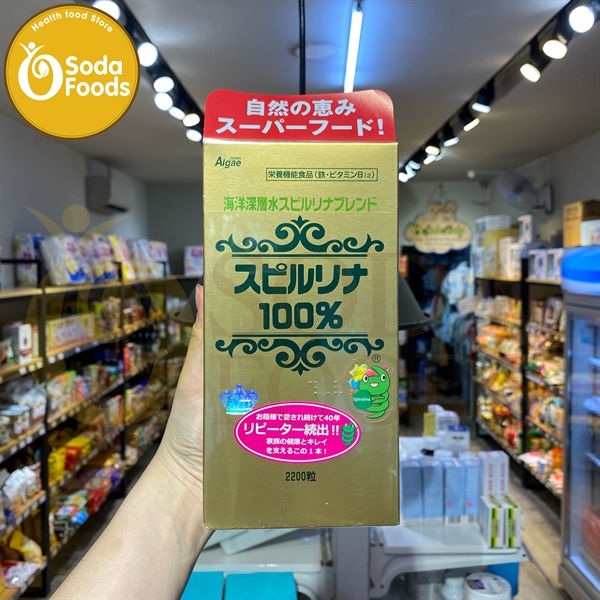 Health food Store
Soda
Foods
自然の恵み
スーパーフード!
Algae
栄養機能食品(鉄・ビタミンB12)
海洋深層水スピルリナブレンド
スピルリナ
100%
®
Spirulina
お陰様で愛され続けて40年
リピーター続出!!
家族の健康とキレイ
を支えるこの1本!
2200粒